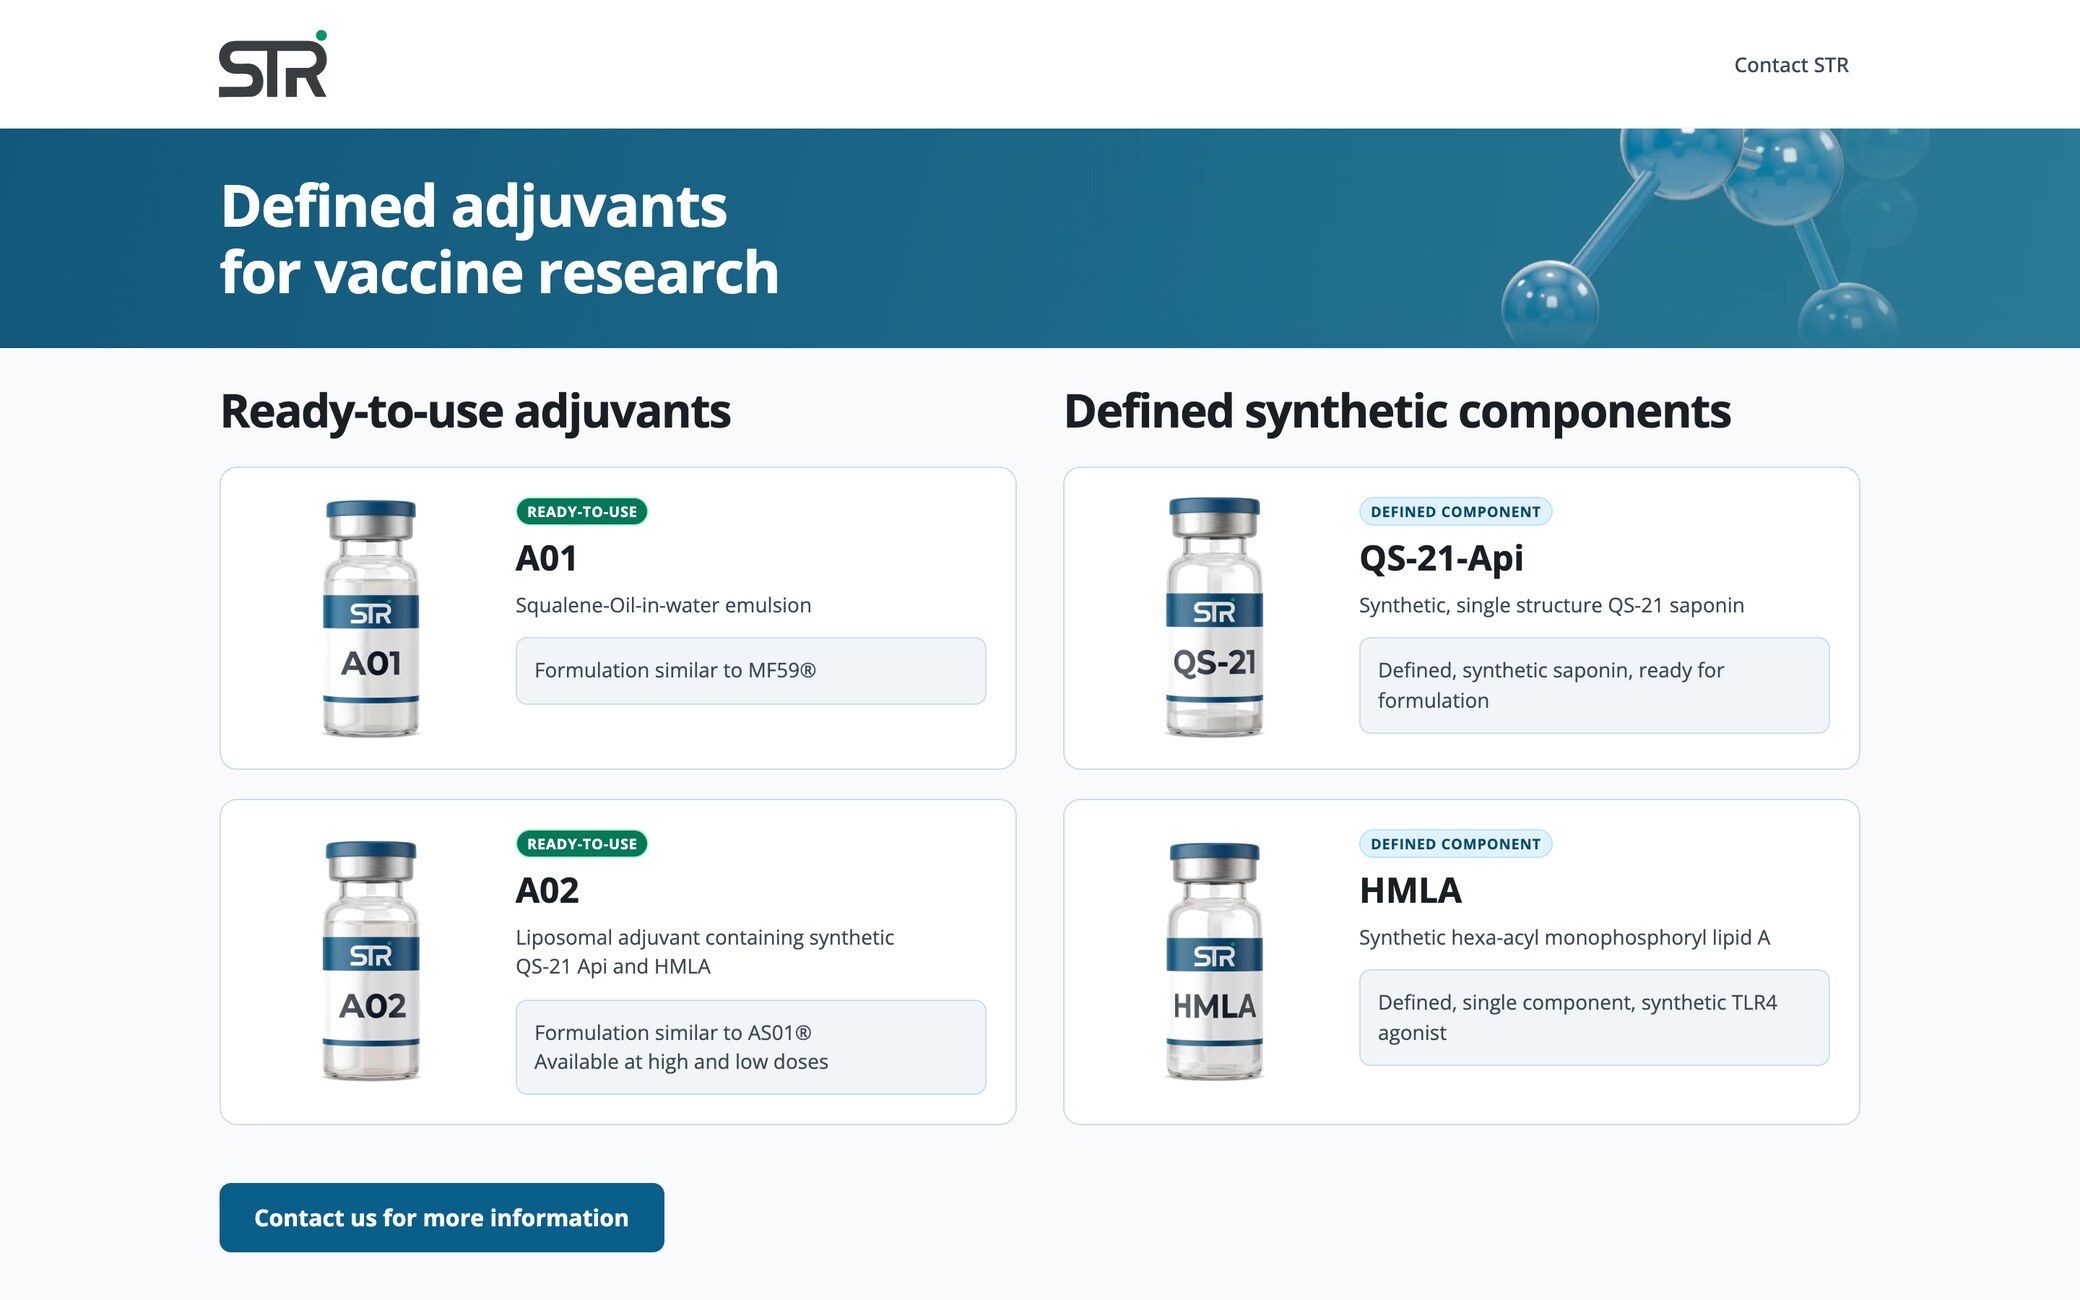 STR
Contact STR
Defined adjuvants
for vaccine research
Ready-to-use adjuvants
STR
A01
READY-TO-USE
A01
Squalene-Oil-in-water emulsion
Formulation similar to MF59®
STR
A02
READY-TO-USE
A02
Liposomal adjuvant containing synthetic
QS-21 Api and HMLA
Formulation similar to AS01®
Available at high and low doses
Defined synthetic components
STR
QS-21
DEFINED COMPONENT
QS-21-Api
Synthetic, single structure QS-21 saponin
Defined, synthetic saponin, ready for
formulation
STR
HMLA
DEFINED COMPONENT
HMLA
Synthetic hexa-acyl monophosphoryl lipid A
Defined, single component, synthetic TLR4
agonist
Contact us for more information